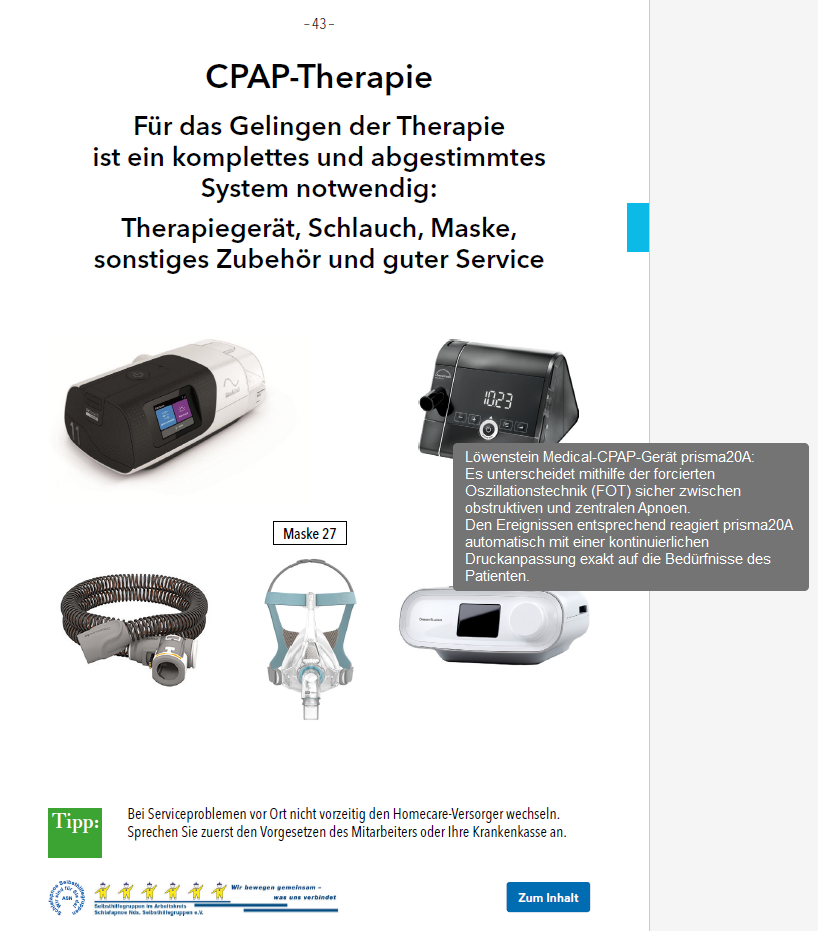 – 43 –
CPAP-Therapie
Für das Gelingen der Therapie
ist ein komplettes und abgestimmtes
System notwendig:
Therapiegerät, Schlauch, Maske,
sonstiges Zubehör und guter Service
1023
Löwenstein Medical-CPAP-Gerät prisma20A:
Es unterscheidet mithilfe der forcierten
Oszillationstechnik (FOT) sicher zwischen
obstruktiven und zentralen Apnoen.
Den Ereignissen entsprechend reagiert prisma20A
automatisch mit einer kontinuierlichen
Druckanpassung exakt auf die Bedürfnisse des
Patienten.
Maske 27
Tipp:
Bei Serviceproblemen vor Ort nicht vorzeitig den Homecare-Versorger wechseln.
Sprechen Sie zuerst den Vorgesetzen des Mitarbeiters oder Ihre Krankenkasse an.
ASN
Wir bewegen gemeinsam –
was uns verbindet
Selbsthilfegruppen im Arbeitskreis
Schlafapnoe Nds. Selbsthilfegruppen e.V.
Zum Inhalt